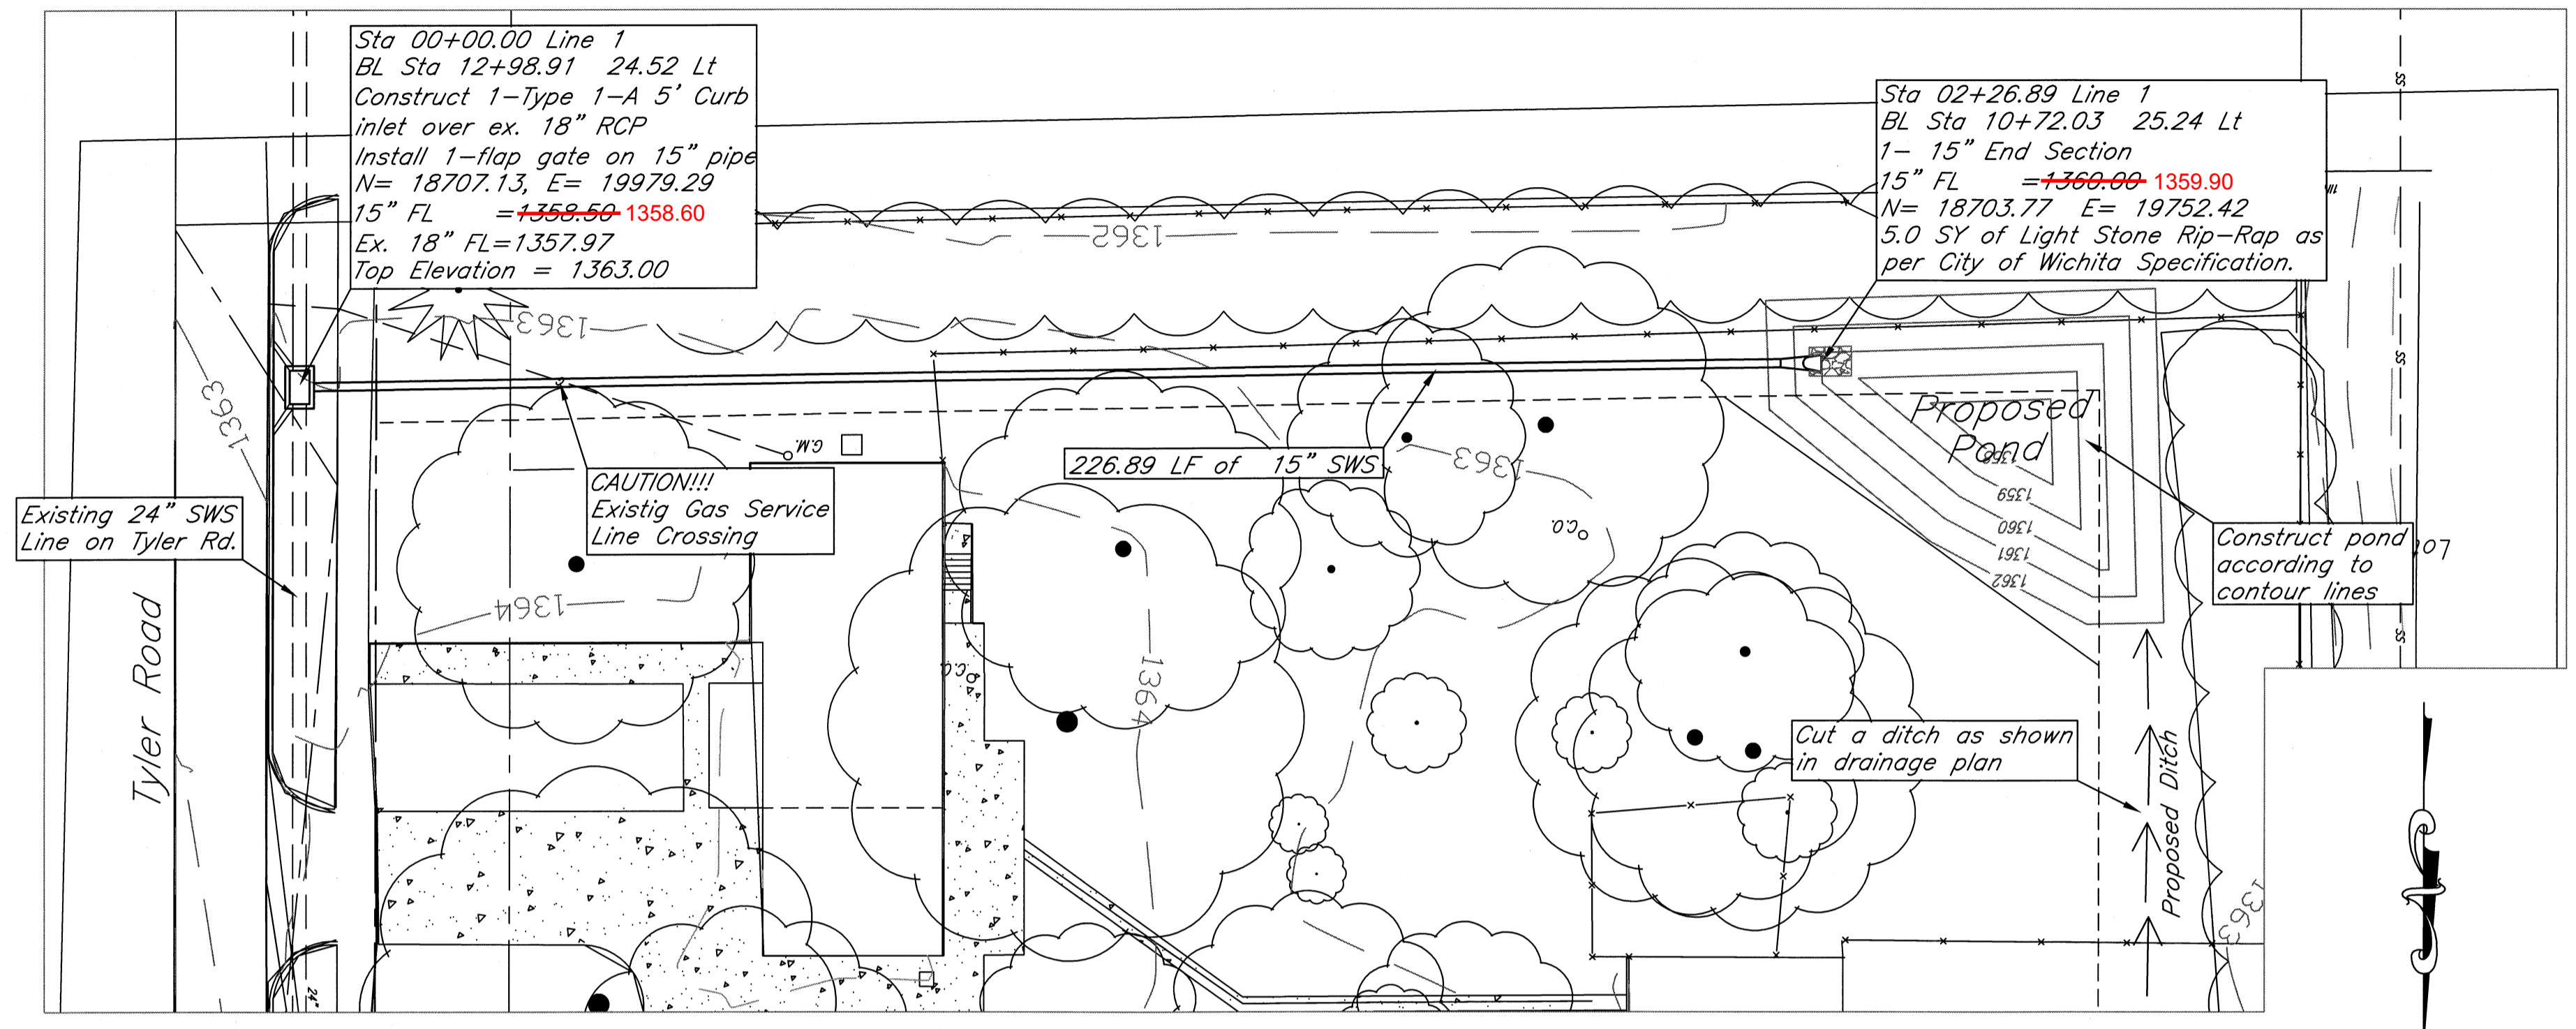 Sta 00+00.00 Line 1
BL Sta 12+98.91 24.52 Lt
Construct 1-Type 1-A 5' Curb
inlet over ex. 18" RCP
Install 1-flap gate on 15" pipe
N= 18707.13, E= 19979.29
15" FL =1358.50 1358.60
Ex. 18" FL=1357.97
Top Elevation = 1363.00
Sta 02+26.89 Line 1
BL Sta 10+72.03 25.24 Lt
1- 15" End Section
15" FL =1360.00 1359.90
N= 18703.77 E= 19752.42
5.0 SY of Light Stone Rip-Rap as
per City of Wichita Specification.
SS
1362
1363
1363
SS
Proposed
Pond
G.M.
226.89 LF of 15" SWS
1363
CAUTION!!!
Existig Gas Service
Line Crossing
Existing 24" SWS
Line on Tyler Rd.
1359
1360
1361
1362
C.O.
Construct pond
according to
contour lines
Lot
1364
SS
1364
C.O.
Tyler Road
Cut a ditch as shown
in drainage plan
Proposed Ditch
1363
24"